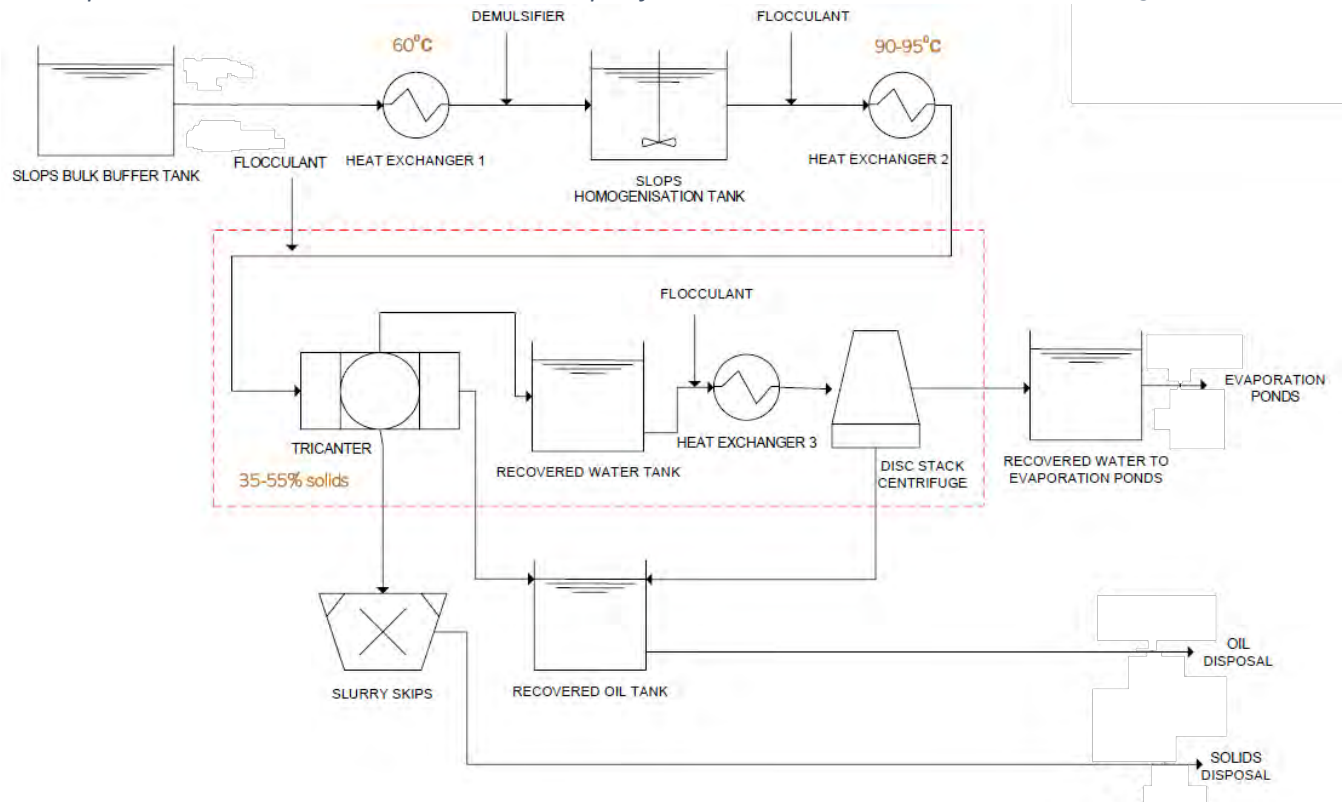 DEMULSIFIER
FLOCCULANT
60°C
90-95°C
FLOCCULANT
HEAT EXCHANGER 1
HEAT EXCHANGER 2
SLOPS BULK BUFFER TANK
SLOPS
HOMOGENISATION TANK
FLOCCULANT
EVAPORATION
PONDS
TRICANTER
HEAT EXCHANGER 3
RECOVERED WATER TANK
DISC STACK
CENTRIFUGE
RECOVERED WATER TO
EVAPORATION PONDS
35-55% solids
OIL
DISPOSAL
SLURRY SKIPS
RECOVERED OIL TANK
SOLIDS
DISPOSAL